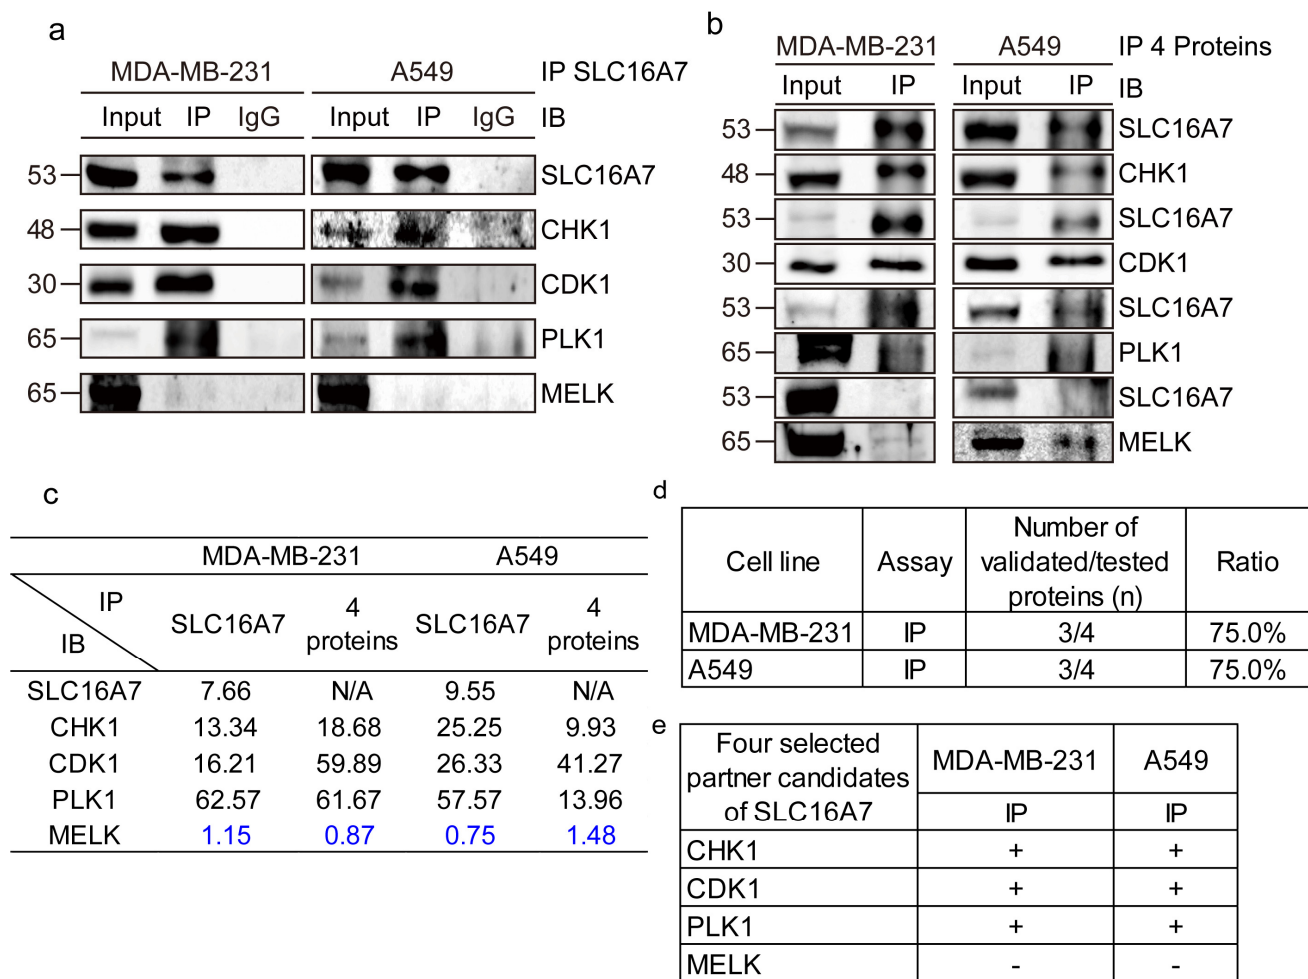 a
MDA-MB-231 A549 IP SLC16A7
Input IP IgG Input IP IgG IB
53 SLC16A7
48 CHK1
30 CDK1
65 PLK1
65 MELK
b
MDA-MB-231 A549 IP 4 Proteins
Input IP Input IP IB
53 SLC16A7
48 CHK1
53 SLC16A7
30 CDK1
53 SLC16A7
65 PLK1
53 SLC16A7
65 MELK
c
MDA-MB-231 A549
IP
IB
SLC16A7 4 proteins SLC16A7 4 proteins
SLC16A7 7.66 N/A 9.55 N/A
CHK1 13.34 18.68 25.25 9.93
CDK1 16.21 59.89 26.33 41.27
PLK1 62.57 61.67 57.57 13.96
MELK 1.15 0.87 0.75 1.48
d
Cell line Assay Number of validated/tested proteins (n) Ratio
MDA-MB-231 IP 3/4 75.0%
A549 IP 3/4 75.0%
e
Four selected partner candidates of SLC16A7 MDA-MB-231 A549
IP IP
CHK1 + +
CDK1 + +
PLK1 + +
MELK - -